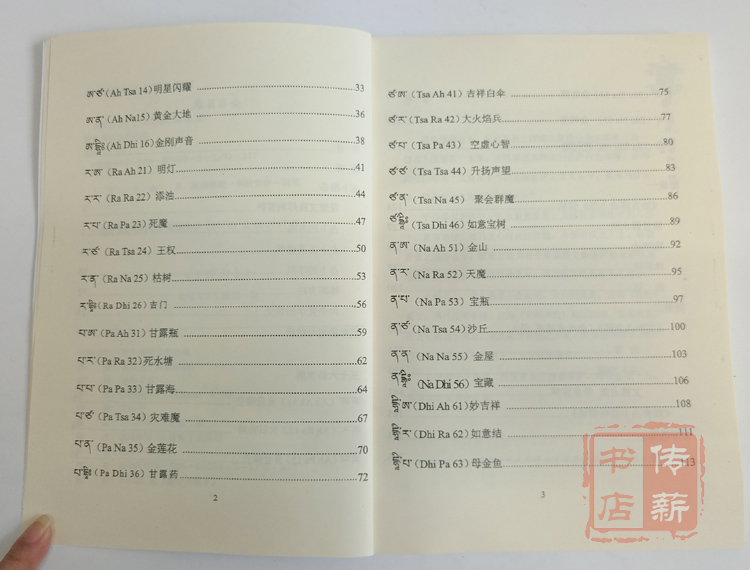 ཨ་ཙ(Ah Tsa 14)明星闪耀 ........ 33
ཨ་ན(Ah Na15) 黄金大地 ........ 36
ཨ་དྷཱི༔(Ah Dhi 16)金刚声音 ........ 38
ར་ཨ(Ra Ah 21) 明灯 ........ 41
ར་ར(Ra Ra 22) 添油 ........ 44
ར་པ(Ra Pa 23)死魔 ........ 47
ར་ཙ(Ra Tsa 24) 王权 ........ 50
ར་ན(Ra Na 25) 枯树 ........ 53
ར་དྷཱི༔(Ra Dhi 26)吉门 ........ 56
པ་ཨ(Pa Ah 31) 甘露瓶 ........ 59
པ་ར(Pa Ra 32)死水塘 ........ 62
པ་པ(Pa Pa 33)甘露海 ........ 64
པ་ཙ(Pa Tsa 34) 灾难魔 ........ 67
པ་ན(Pa Na 35) 金莲花 ........ 70
པ་དྷཱི༔(Pa Dhi 36) 甘露药 ........ 72
2
ཙ་ཨ(Tsa Ah 41) 吉祥白伞 ........ 75
ཙ་ར(Tsa Ra 42) 大火焰兵 ........ 77
ཙ་པ(Tsa Pa 43) 空虚心智 ........ 80
ཙ་ཙ(Tsa Tsa 44) 升扬声望 ........ 83
ཙ་ན(Tsa Na 45) 聚会群魔 ........ 86
ཙ་དྷཱི༔(Tsa Dhi 46)如意宝树 ........ 89
ན་ཨ(Na Ah 51) 金山 ........ 92
ན་ར(Na Ra 52) 天魔 ........ 95
ན་པ(Na Pa 53) 宝瓶 ........ 97
ན་ཙ(Na Tsa 54) 沙丘 ........ 100
ན་ན(Na Na 55) 金屋 ........ 103
ན་དྷཱི༔(Na Dhi 56) 宝藏 ........ 106
དྷཱི༔ཨ(Dhi Ah 61)妙吉祥 ........ 108
དྷཱི༔ར(Dhi Ra 62) 如意结 ........ 111
དྷཱི༔པ(Dhi Pa 63) 母金鱼 ........ 113
3
传薪
书店